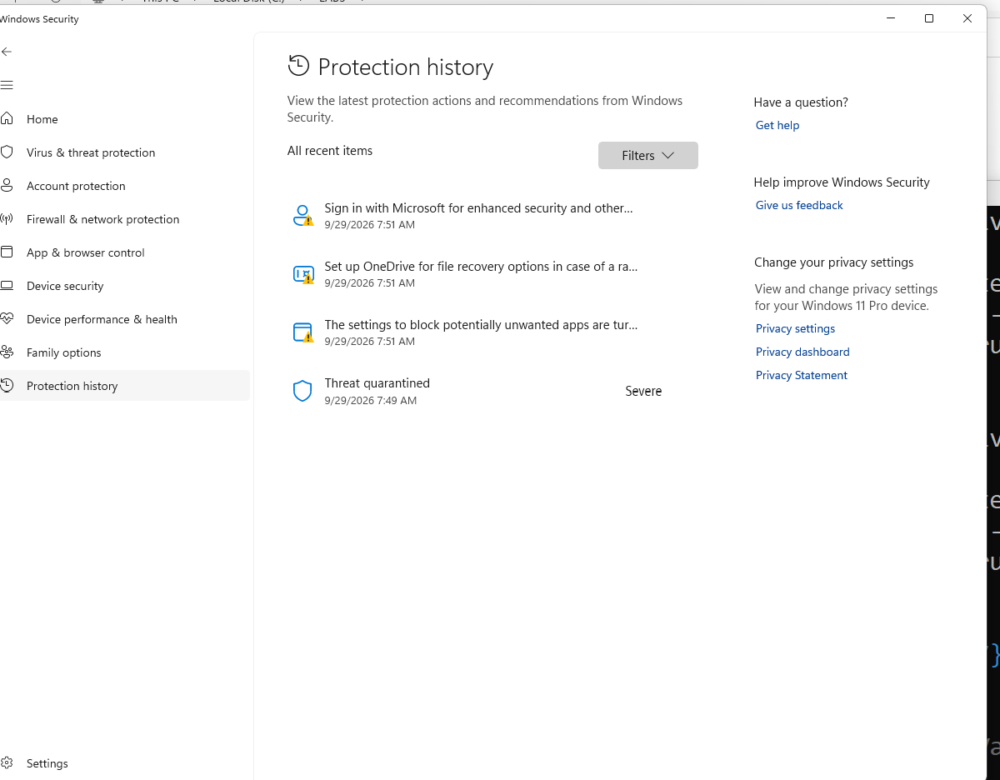 This PC
Local Disk (C:)
LABS
Windows Security
Home
Virus & threat protection
Account protection
Firewall & network protection
App & browser control
Device security
Device performance & health
Family options
Protection history
Settings
Protection history
View the latest protection actions and recommendations from Windows
Security.
All recent items
Filters
Sign in with Microsoft for enhanced security and other...
9/29/2026 7:51 AM
Set up OneDrive for file recovery options in case of a ra...
9/29/2026 7:51 AM
The settings to block potentially unwanted apps are tur...
9/29/2026 7:51 AM
Threat quarantined
9/29/2026 7:49 AM
Severe
Have a question?
Get help
Help improve Windows Security
Give us feedback
Change your privacy settings
View and change privacy settings
for your Windows 11 Pro device.
Privacy settings
Privacy dashboard
Privacy Statement